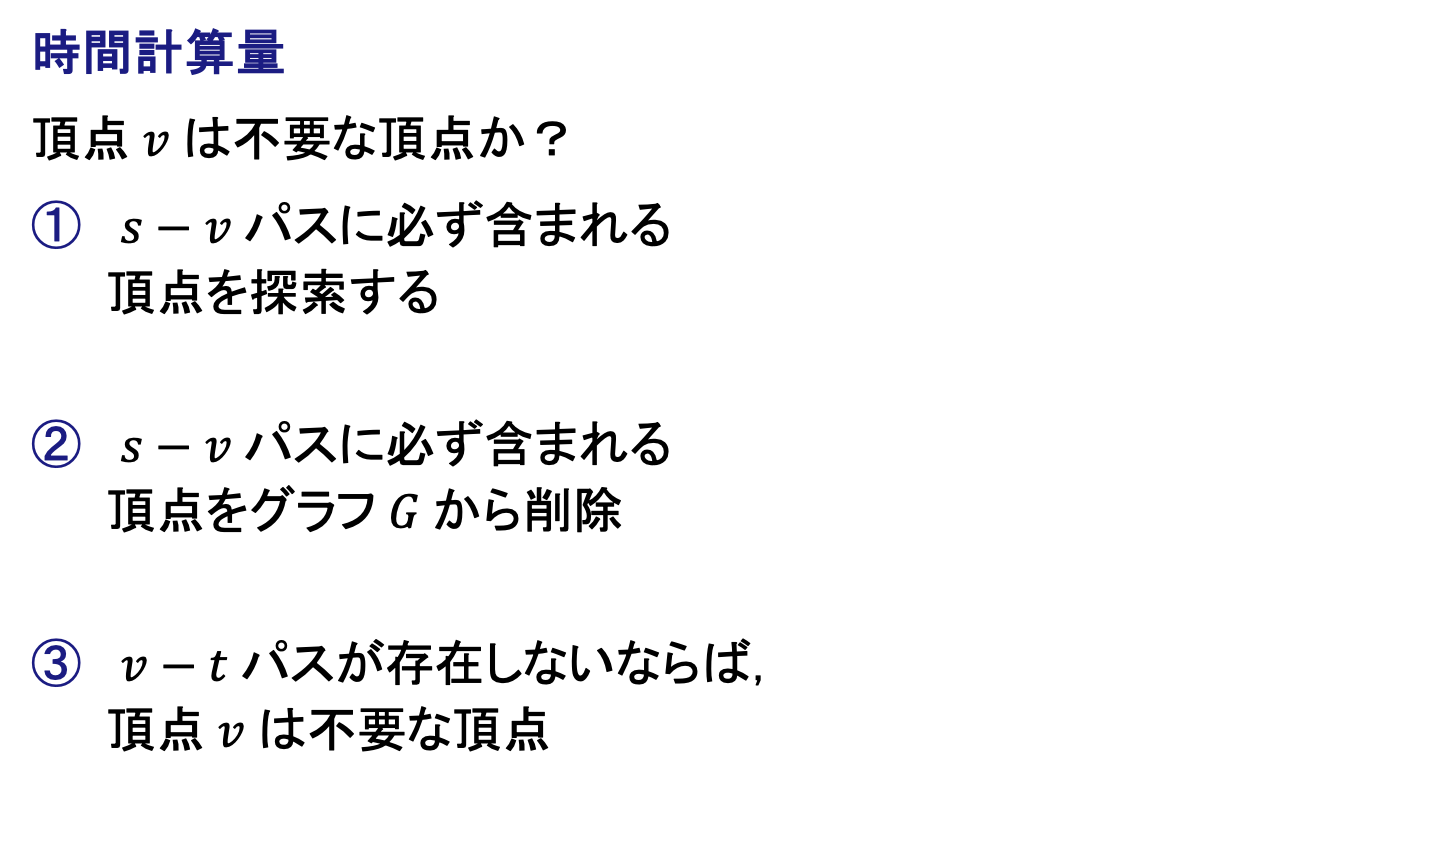 時間計算量
頂点 v は不要な頂点か？
① s − v パスに必ず含まれる
頂点を探索する
② s − v パスに必ず含まれる
頂点をグラフ G から削除
③ v − t パスが存在しないならば,
頂点 v は不要な頂点